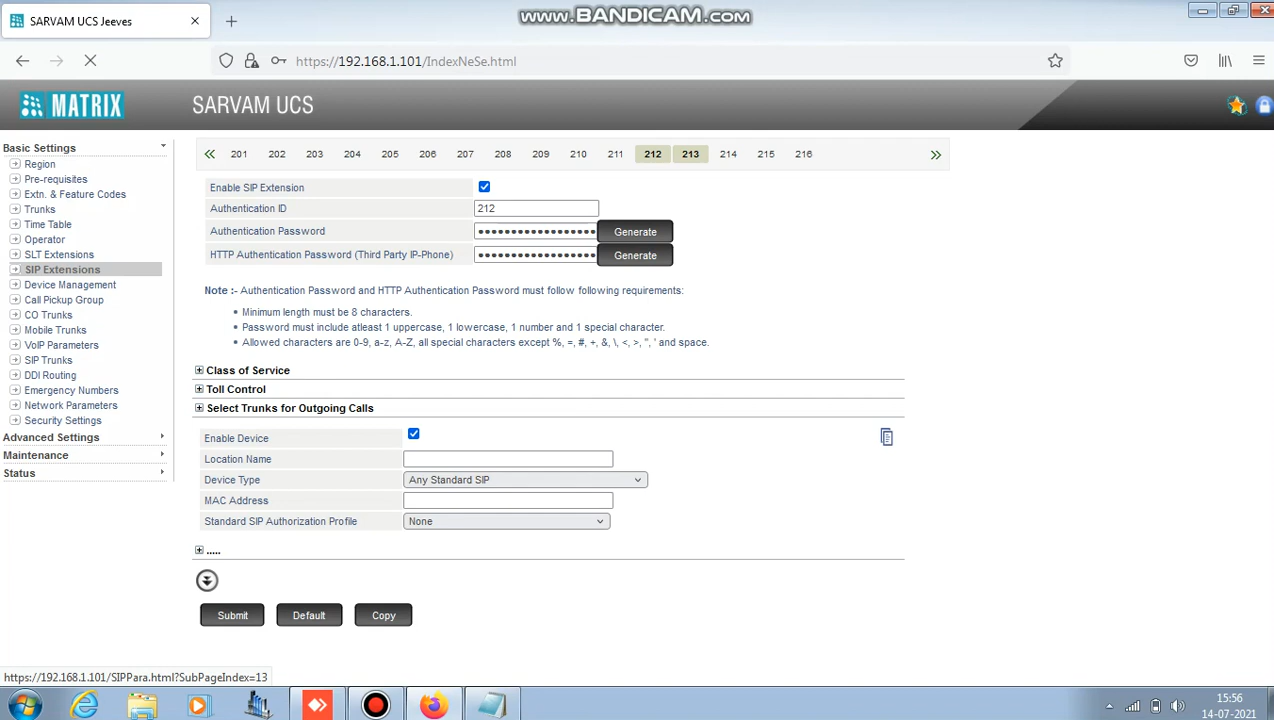 SARVAM UCS Jeeves
www.BANDICAM.com
https://192.168.1.101/IndexNeSe.html
MATRIX
SARVAM UCS
Basic Settings
Region
Pre-requisites
Extn. & Feature Codes
Trunks
Time Table
Operator
SLT Extensions
SIP Extensions
Device Management
Call Pickup Group
CO Trunks
Mobile Trunks
VoIP Parameters
SIP Trunks
DDI Routing
Emergency Numbers
Network Parameters
Security Settings
Advanced Settings
Maintenance
Status
201 202 203 204 205 206 207 208 209 210 211 212 213 214 215 216
Enable SIP Extension
Authentication ID 212
Authentication Password Generate
HTTP Authentication Password (Third Party IP-Phone) Generate
Note :- Authentication Password and HTTP Authentication Password must follow following requirements:
Minimum length must be 8 characters.
Password must include atleast 1 uppercase, 1 lowercase, 1 number and 1 special character.
Allowed characters are 0-9, a-z, A-Z, all special characters except %, =, #, +, &, \, <, >, ", ' and space.
Class of Service
Toll Control
Select Trunks for Outgoing Calls
Enable Device
Location Name
Device Type Any Standard SIP
MAC Address
Standard SIP Authorization Profile None
.....
Submit Default Copy
https://192.168.1.101/SIPPara.html?SubPageIndex=13
15:56
14-07-2021